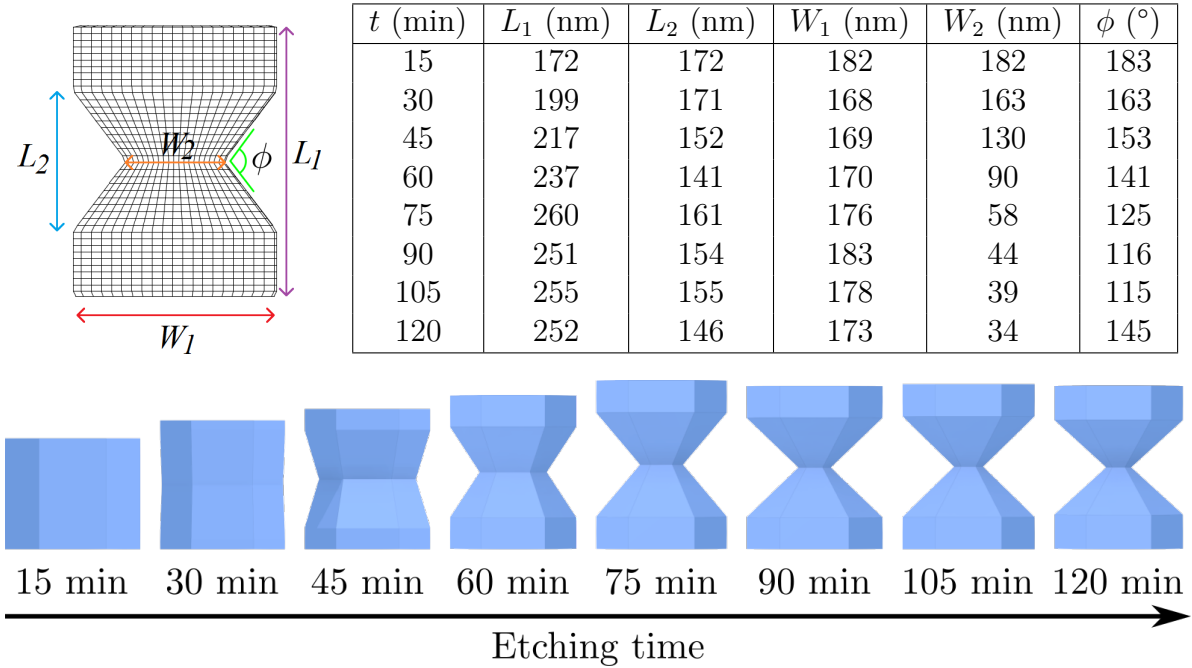 W₂
L₂
ϕ
L₁
W₁
t (min) L₁ (nm) L₂ (nm) W₁ (nm) W₂ (nm) ϕ (°)
15 172 172 182 182 183
30 199 171 168 163 163
45 217 152 169 130 153
60 237 141 170 90 141
75 260 161 176 58 125
90 251 154 183 44 116
105 255 155 178 39 115
120 252 146 173 34 145
15 min 30 min 45 min 60 min 75 min 90 min 105 min 120 min
Etching time